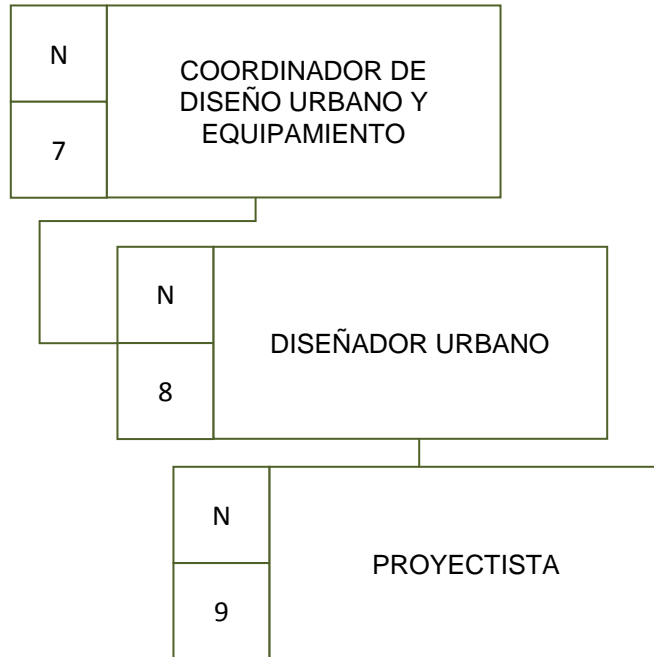 N
7
COORDINADOR DE
DISEÑO URBANO Y
EQUIPAMIENTO
N
8
DISEÑADOR URBANO
N
9
PROYECTISTA